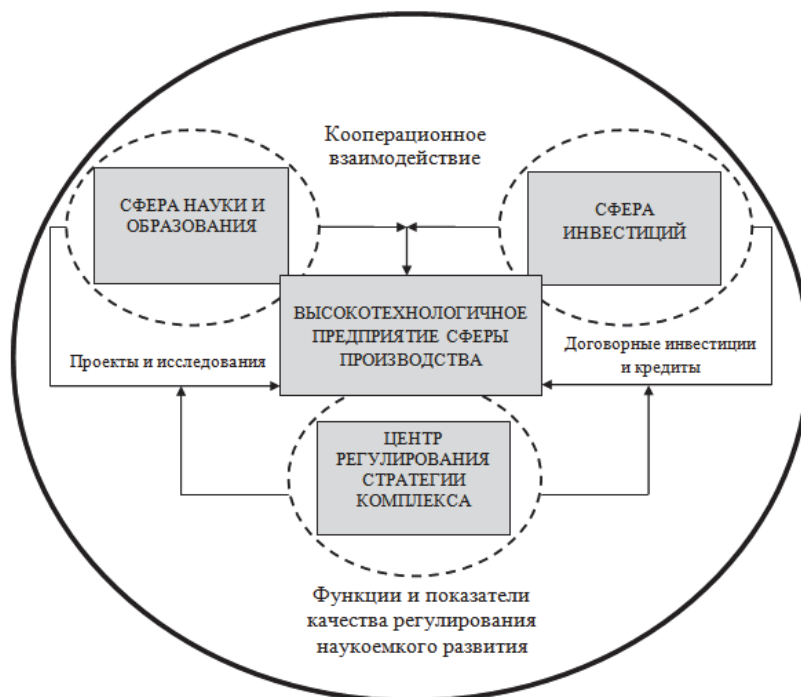 Кооперационное
взаимодействие
СФЕРА НАУКИ И
ОБРАЗОВАНИЯ
СФЕРА
ИНВЕСТИЦИЙ
ВЫСОКОТЕХНОЛОГИЧНОЕ
ПРЕДПРИЯТИЕ СФЕРЫ
ПРОИЗВОДСТВА
Проекты и исследования
Договорные инвестиции
и кредиты
ЦЕНТР
РЕГУЛИРОВАНИЯ
СТРАТЕГИИ
КОМПЛЕКСА
Функции и показатели
качества регулирования
наукоемкого развития